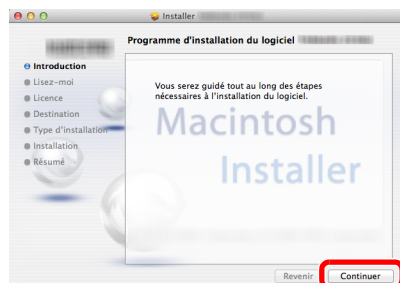 Installer
Programme d'installation du logiciel
Introduction
Lisez-moi
Licence
Destination
Type d'installation
Installation
Résumé
Vous serez guidé tout au long des étapes
nécessaires à l'installation du logiciel.
Macintosh
Installer
Revenir
Continuer